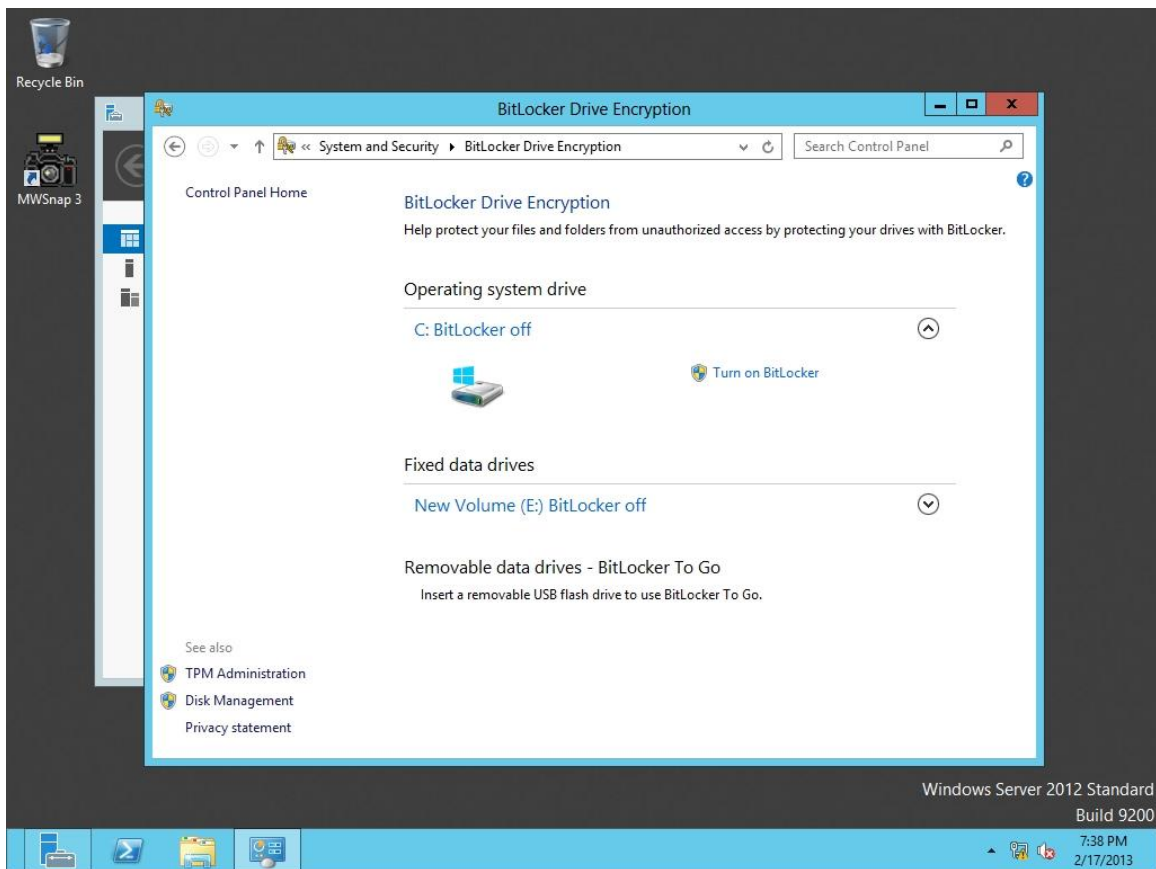 Recycle Bin
MWSnap 3
BitLocker Drive Encryption
« System and Security BitLocker Drive Encryption
Search Control Panel
Control Panel Home
BitLocker Drive Encryption
Help protect your files and folders from unauthorized access by protecting your drives with BitLocker.
Operating system drive
C: BitLocker off
Turn on BitLocker
Fixed data drives
New Volume (E:) BitLocker off
Removable data drives - BitLocker To Go
Insert a removable USB flash drive to use BitLocker To Go.
See also
TPM Administration
Disk Management
Privacy statement
Windows Server 2012 Standard
Build 9200
7:38 PM
2/17/2013